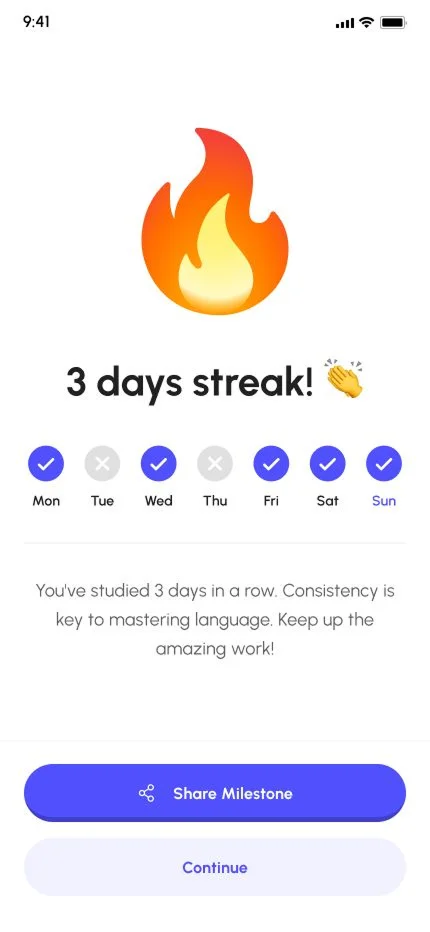 9:41
3 days streak! 👏
Mon Tue Wed Thu Fri Sat Sun
You've studied 3 days in a row. Consistency is
key to mastering language. Keep up the
amazing work!
Share Milestone
Continue